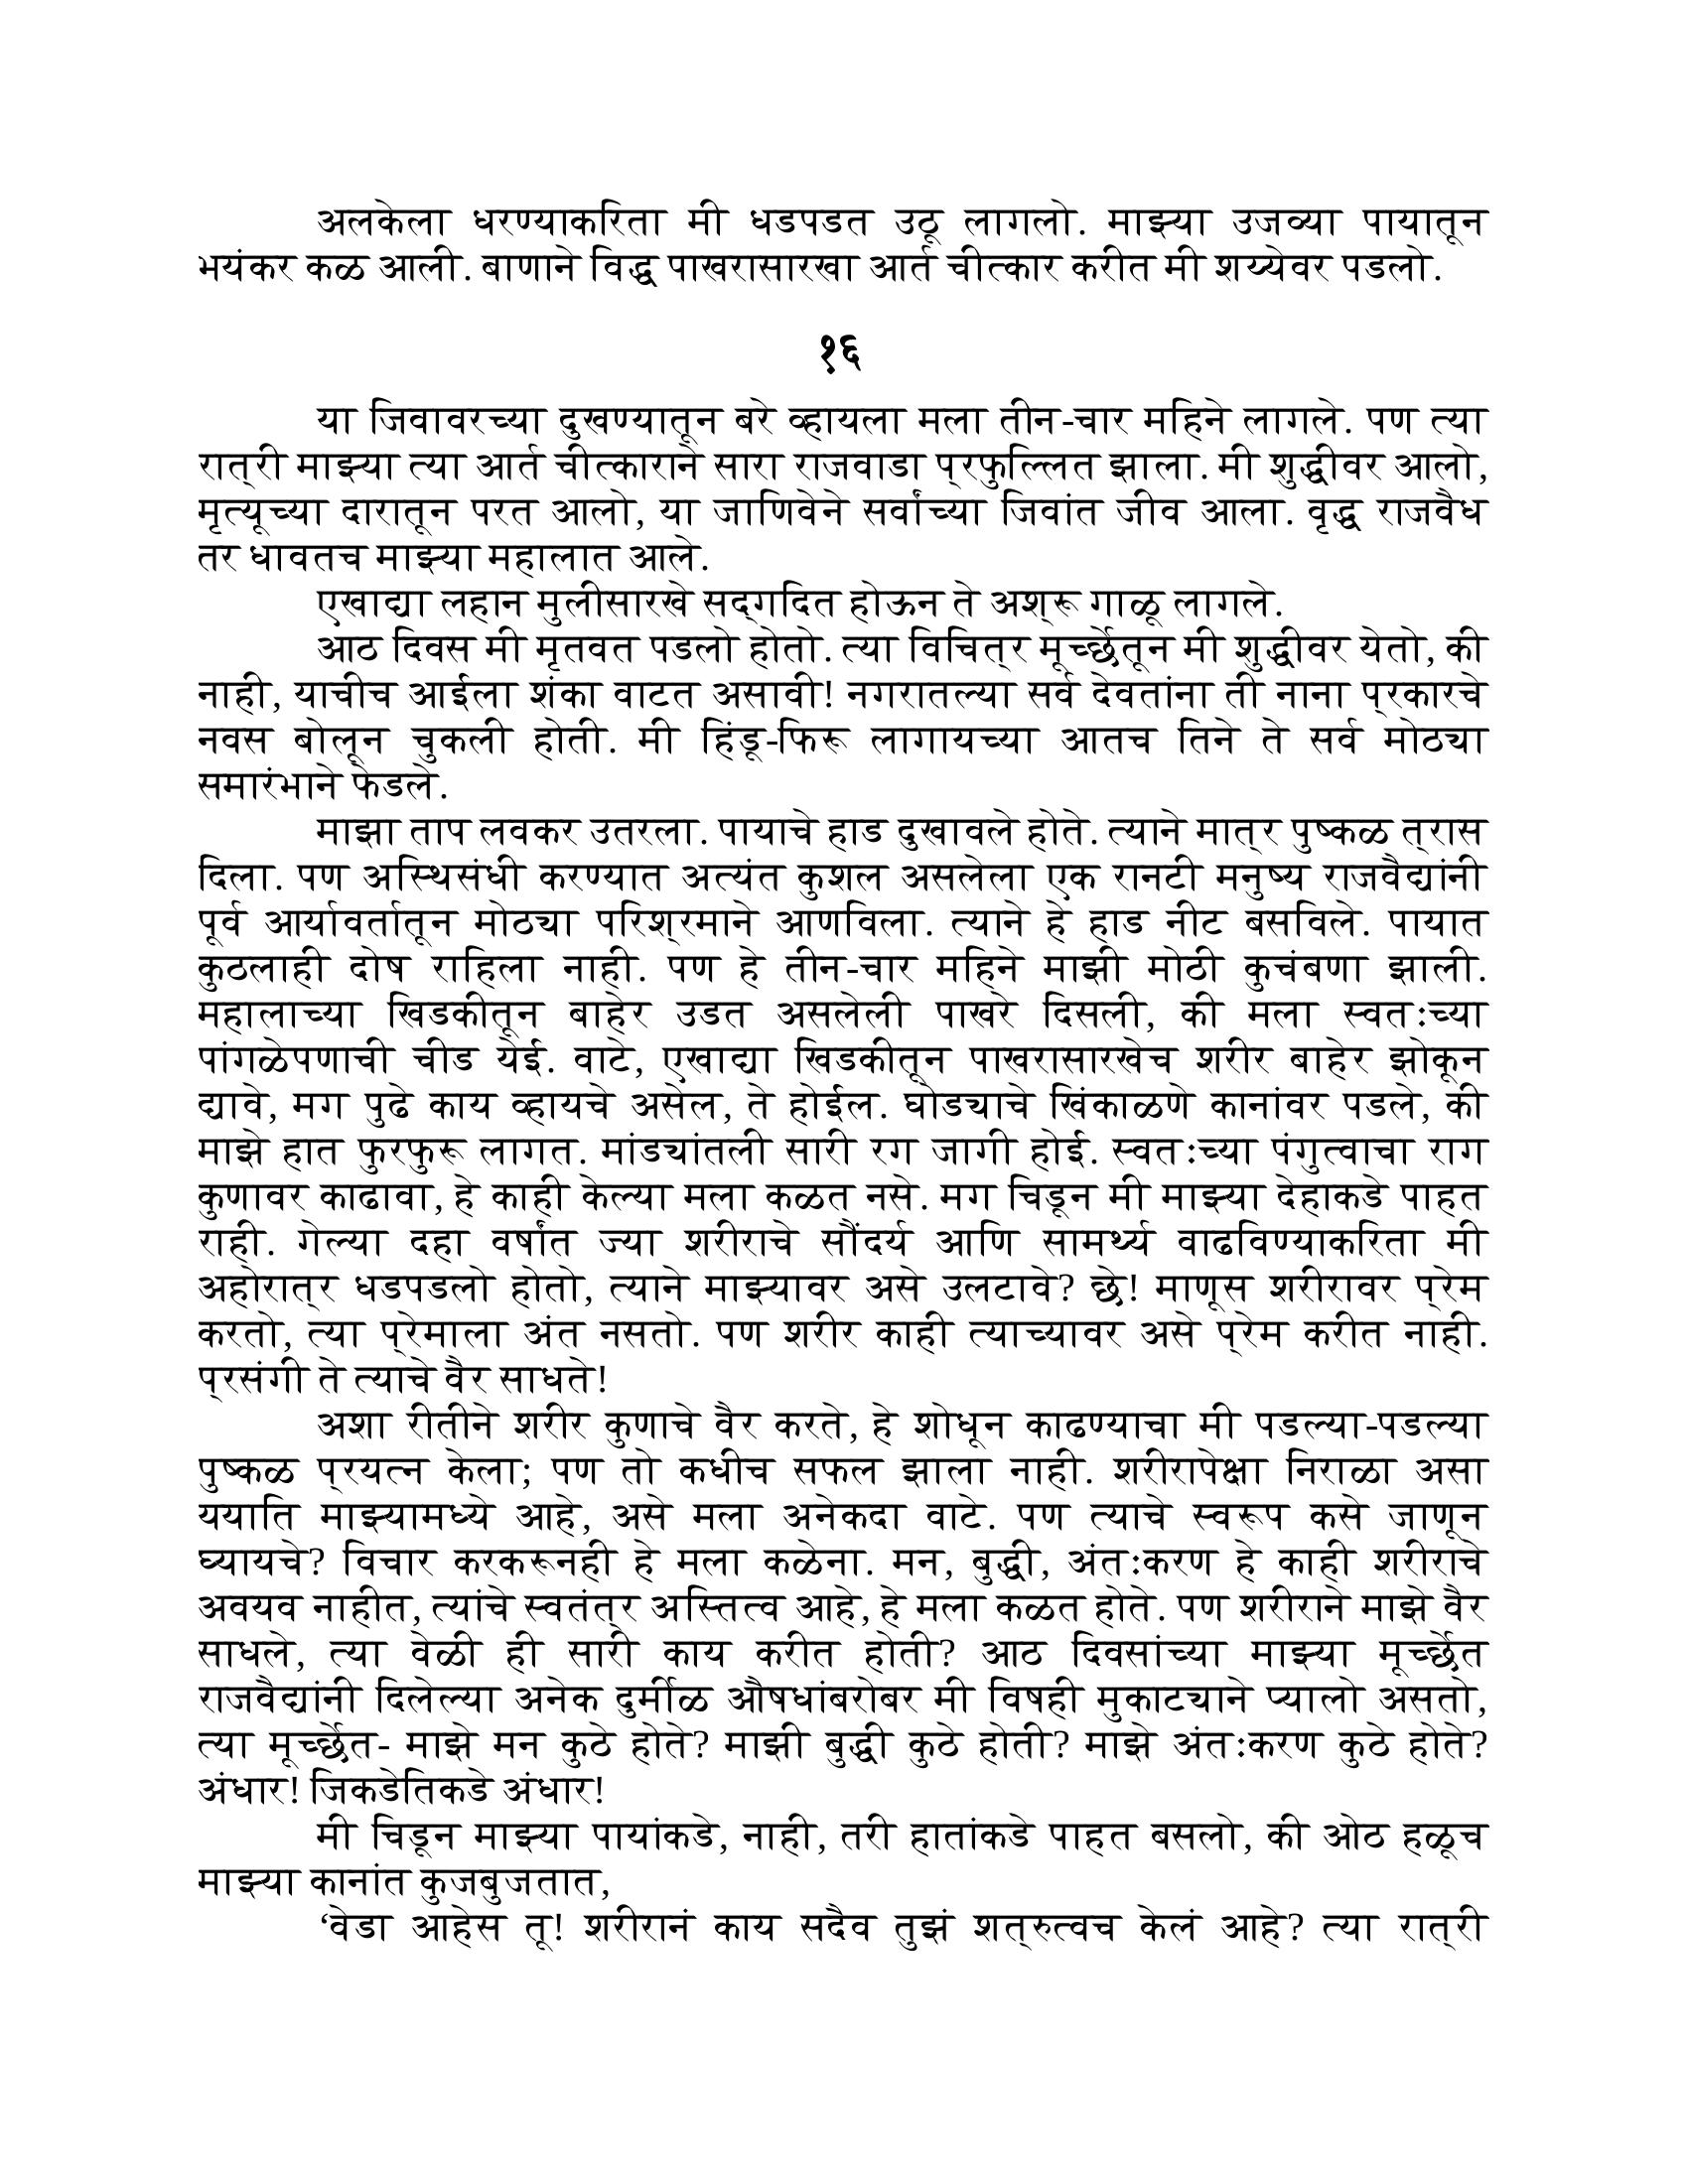 अलकेला धरण्याकरिता मी धडपडत उठू लागलो. माझ्या उजव्या पायातून
भयंकर कळ आली. बाणाने विद्ध पाखरासारखा आर्त चीत्कार करीत मी शय्येवर पडलो.
१६
या जिवावरच्या दुखण्यातून बरे व्हायला मला तीन-चार महिने लागले. पण त्या
रात्री माझ्या त्या आर्त चीत्काराने सारा राजवाडा प्रफुल्लित झाला. मी शुद्धीवर आलो,
मृत्यूच्या दारातून परत आलो, या जाणिवेने सर्वांच्या जिवांत जीव आला. वृद्ध राजवैध
तर धावतच माझ्या महालात आले.
एखाद्या लहान मुलीसारखे सद्‌गदित होऊन ते अश्रू गाळू लागले.
आठ दिवस मी मृतवत पडलो होतो. त्या विचित्र मूर्च्छेतून मी शुद्धीवर येतो, की
नाही, याचीच आईला शंका वाटत असावी! नगरातल्या सर्व देवतांना ती नाना प्रकारचे
नवस बोलून चुकली होती. मी हिंडू-फिरू लागायच्या आतच तिने ते सर्व मोठ्या
समारंभाने फेडले.
माझा ताप लवकर उतरला. पायाचे हाड दुखावले होते. त्याने मात्र पुष्कळ त्रास
दिला. पण अस्थिसंधी करण्यात अत्यंत कुशल असलेला एक रानटी मनुष्य राजवैद्यांनी
पूर्व आर्यावर्तातून मोठ्या परिश्रमाने आणविला. त्याने हे हाड नीट बसविले. पायात
कुठलाही दोष राहिला नाही. पण हे तीन-चार महिने माझी मोठी कुचंबणा झाली.
महालाच्या खिडकीतून बाहेर उडत असलेली पाखरे दिसली, की मला स्वतःच्या
पांगळेपणाची चीड येई. वाटे, एखाद्या खिडकीतून पाखरासारखेच शरीर बाहेर झोकून
द्यावे, मग पुढे काय व्हायचे असेल, ते होईल. घोड्याचे खिंकाळणे कानांवर पडले, की
माझे हात फुरफुरू लागत. मांड्यांतली सारी रग जागी होई. स्वतःच्या पंगुत्वाचा राग
कुणावर काढावा, हे काही केल्या मला कळत नसे. मग चिडून मी माझ्या देहाकडे पाहत
राही. गेल्या दहा वर्षांत ज्या शरीराचे सौंदर्य आणि सामर्थ्य वाढविण्याकरिता मी
अहोरात्र धडपडलो होतो, त्याने माझ्यावर असे उलटावे? छे! माणूस शरीरावर प्रेम
करतो, त्या प्रेमाला अंत नसतो. पण शरीर काही त्याच्यावर असे प्रेम करीत नाही.
प्रसंगी ते त्याचे वैर साधते!
अशा रीतीने शरीर कुणाचे वैर करते, हे शोधून काढण्याचा मी पडल्या-पडल्या
पुष्कळ प्रयत्न केला; पण तो कधीच सफल झाला नाही. शरीरापेक्षा निराळा असा
ययाति माझ्यामध्ये आहे, असे मला अनेकदा वाटे. पण त्याचे स्वरूप कसे जाणून
घ्यायचे? विचार करकरूनही हे मला कळेना. मन, बुद्धी, अंतःकरण हे काही शरीराचे
अवयव नाहीत, त्यांचे स्वतंत्र अस्तित्व आहे, हे मला कळत होते. पण शरीराने माझे वैर
साधले, त्या वेळी ही सारी काय करीत होती? आठ दिवसांच्या माझ्या मूर्च्छेत
राजवैद्यांनी दिलेल्या अनेक दुर्मीळ औषधांबरोबर मी विषही मुकाट्याने प्यालो असतो,
त्या मूर्च्छेत- माझे मन कुठे होते? माझी बुद्धी कुठे होती? माझे अंतःकरण कुठे होते?
अंधार! जिकडेतिकडे अंधार!
मी चिडून माझ्या पायांकडे, नाही, तरी हातांकडे पाहत बसलो, की ओठ हळूच
माझ्या कानांत कुजबुजतात,
‘वेडा आहेस तू! शरीरानं काय सदैव तुझं शत्रुत्वच केलं आहे? त्या रात्री